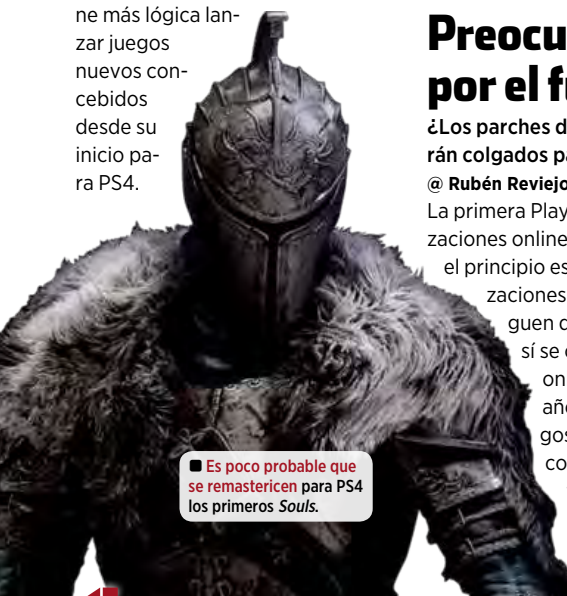 ne más lógica lan-
zar juegos
nuevos con-
cebidos
desde su
inicio pa-
ra PS4.
Es poco probable que
se remastericen para PS4
los primeros Souls.
Preocu
por el f
¿Los parches d
rán colgados pa
@ Rubén Reviejo
La primera Play
zaciones online
el principio es
zaciones
guen d
sí se
on
año
gos
co